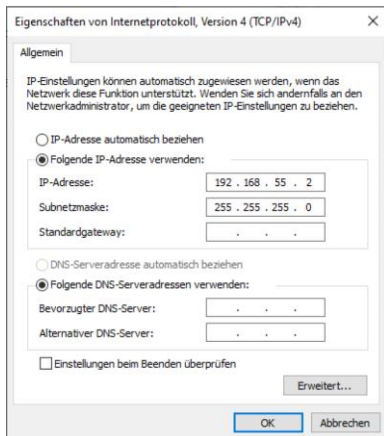 Eigenschaften von Internetprotokoll, Version 4 (TCP/IPv4)
Allgemein
IP-Einstellungen können automatisch zugewiesen werden, wenn das
Netzwerk diese Funktion unterstützt. Wenden Sie sich andernfalls an den
Netzwerkadministrator, um die geeigneten IP-Einstellungen zu beziehen.
IP-Adresse automatisch beziehen
Folgende IP-Adresse verwenden:
IP-Adresse: 192 . 168 . 55 . 2
Subnetzmaske: 255 . 255 . 255 . 0
Standardgateway: . . .
DNS-Serveradresse automatisch beziehen
Folgende DNS-Serveradressen verwenden:
Bevorzugter DNS-Server: . . .
Alternativer DNS-Server: . . .
Einstellungen beim Beenden überprüfen
Erweitert...
OK Abbrechen